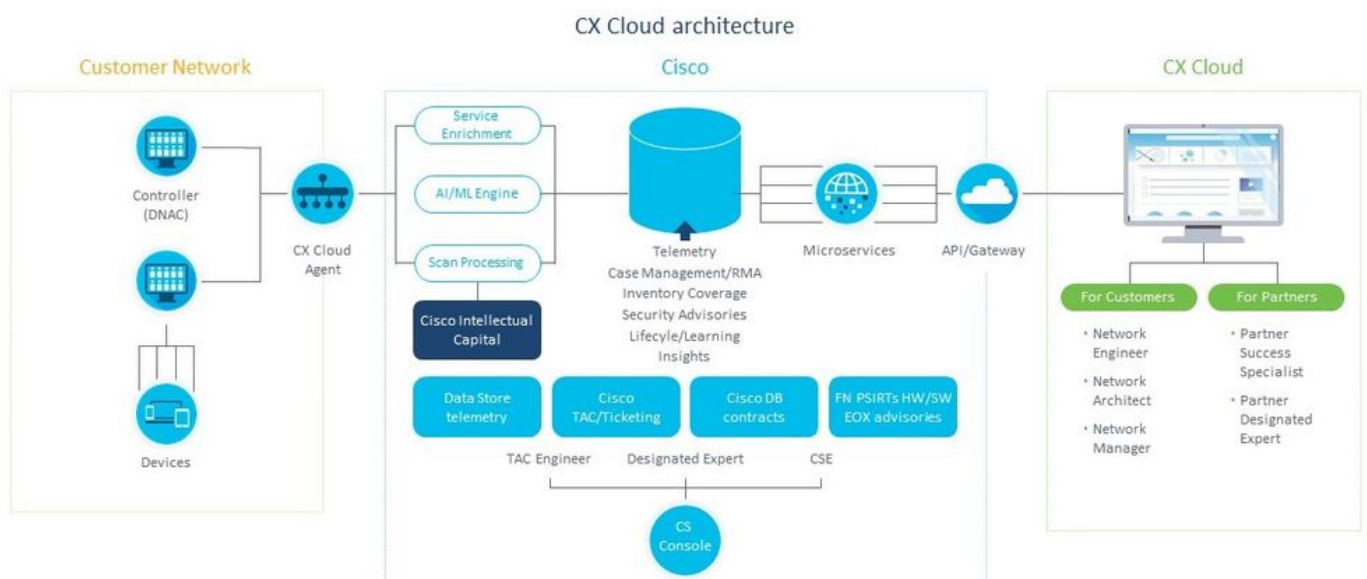 CX Cloud architecture
Customer Network
Controller
(DNAC)
Devices
CX Cloud
Agent
Cisco
Service
Enrichment
AI/ML Engine
Scan Processing
Cisco Intellectual
Capital
Telemetry
Case Management/RMA
Inventory Coverage
Security Advisories
Lifecyle/Learning
Insights
Microservices
API/Gateway
Data Store
telemetry
Cisco
TAC/Ticketing
Cisco DB
contracts
FN PSIRTs HW/SW
EOX advisories
TAC Engineer
Designated Expert
CSE
CS
Console
CX Cloud
For Customers
• Network
Engineer
• Network
Architect
• Network
Manager
For Partners
• Partner
Success
Specialist
• Partner
Designated
Expert